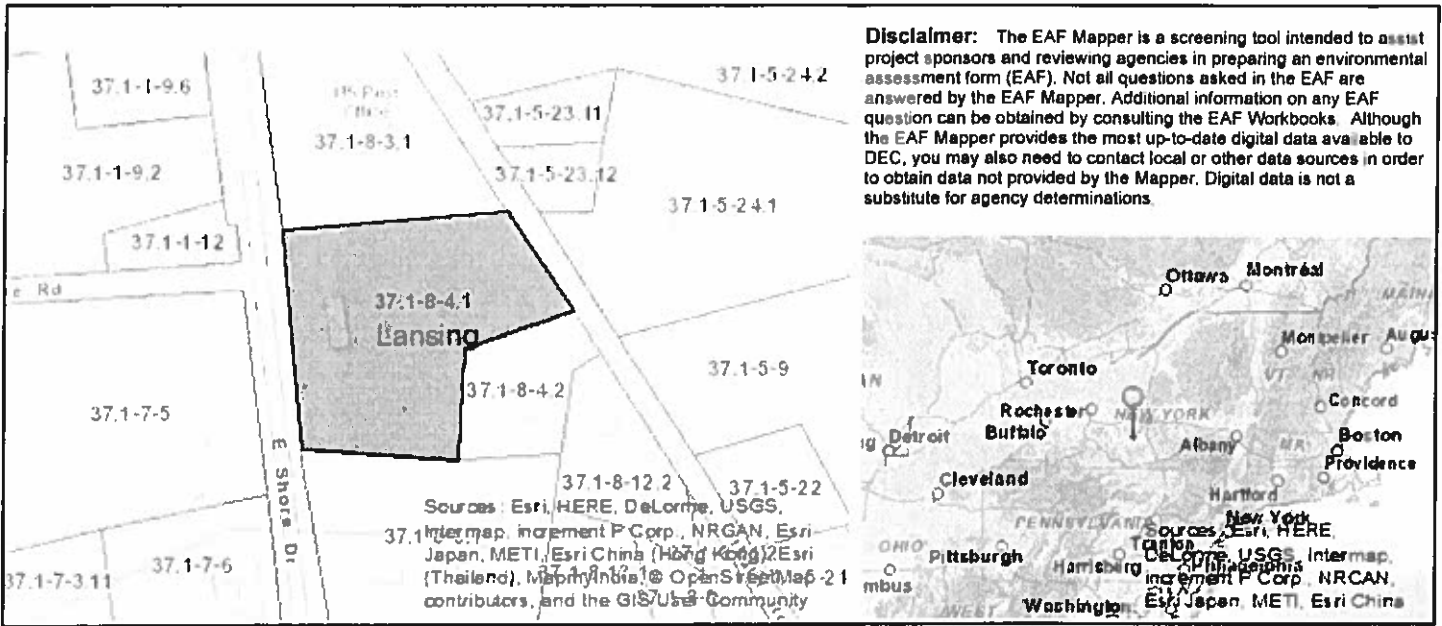 Disclaimer: The EAF Mapper is a screening tool intended to assist
project sponsors and reviewing agencies in preparing an environmental
assessment form (EAF). Not all questions asked in the EAF are
answered by the EAF Mapper. Additional information on any EAF
question can be obtained by consulting the EAF Workbooks. Although
the EAF Mapper provides the most up-to-date digital data available to
DEC, you may also need to contact local or other data sources in order
to obtain data not provided by the Mapper. Digital data is not a
substitute for agency determinations.
37.1-1-9.6
US Post
Office
37.1-8-3.1
37.1-5-24.2
37.1-5-23.11
37.1-1-9.2
37.1-5-23.12
37.1-5-24.1
37.1-1-12
e Rd
37.1-8-4.1
Lansing
37.1-8-4.2
37.1-5-9
37.1-7-5
E Shore Dr
37.1-8-12.2
37.1-5-22
37.1-7-6
37.1-7-3.11
Sources: Esri, HERE, DeLorme, USGS,
Intermap, increment P Corp., NRCAN, Esri
Japan, METI, Esri China (Hong Kong), Esri
(Thailand), MapmyIndia, © OpenStreetMap
contributors, and the GIS User Community
Ottawa
Montréal
MAIN
Montpelier
Augus
VT
NH
Toronto
Concord
Rochester
NEW YORK
Buffalo
Detroit
Albany
MA
Boston
Providence
Cleveland
Hartford
PENNSYLVANIA
New York
OHIO
Pittsburgh
Harrisburg
Trenton
Philadelphia
mbus
WEST
Washington
Sources: Esri, HERE,
DeLorme, USGS, Intermap,
increment P Corp., NRCAN,
Esri Japan, METI, Esri China